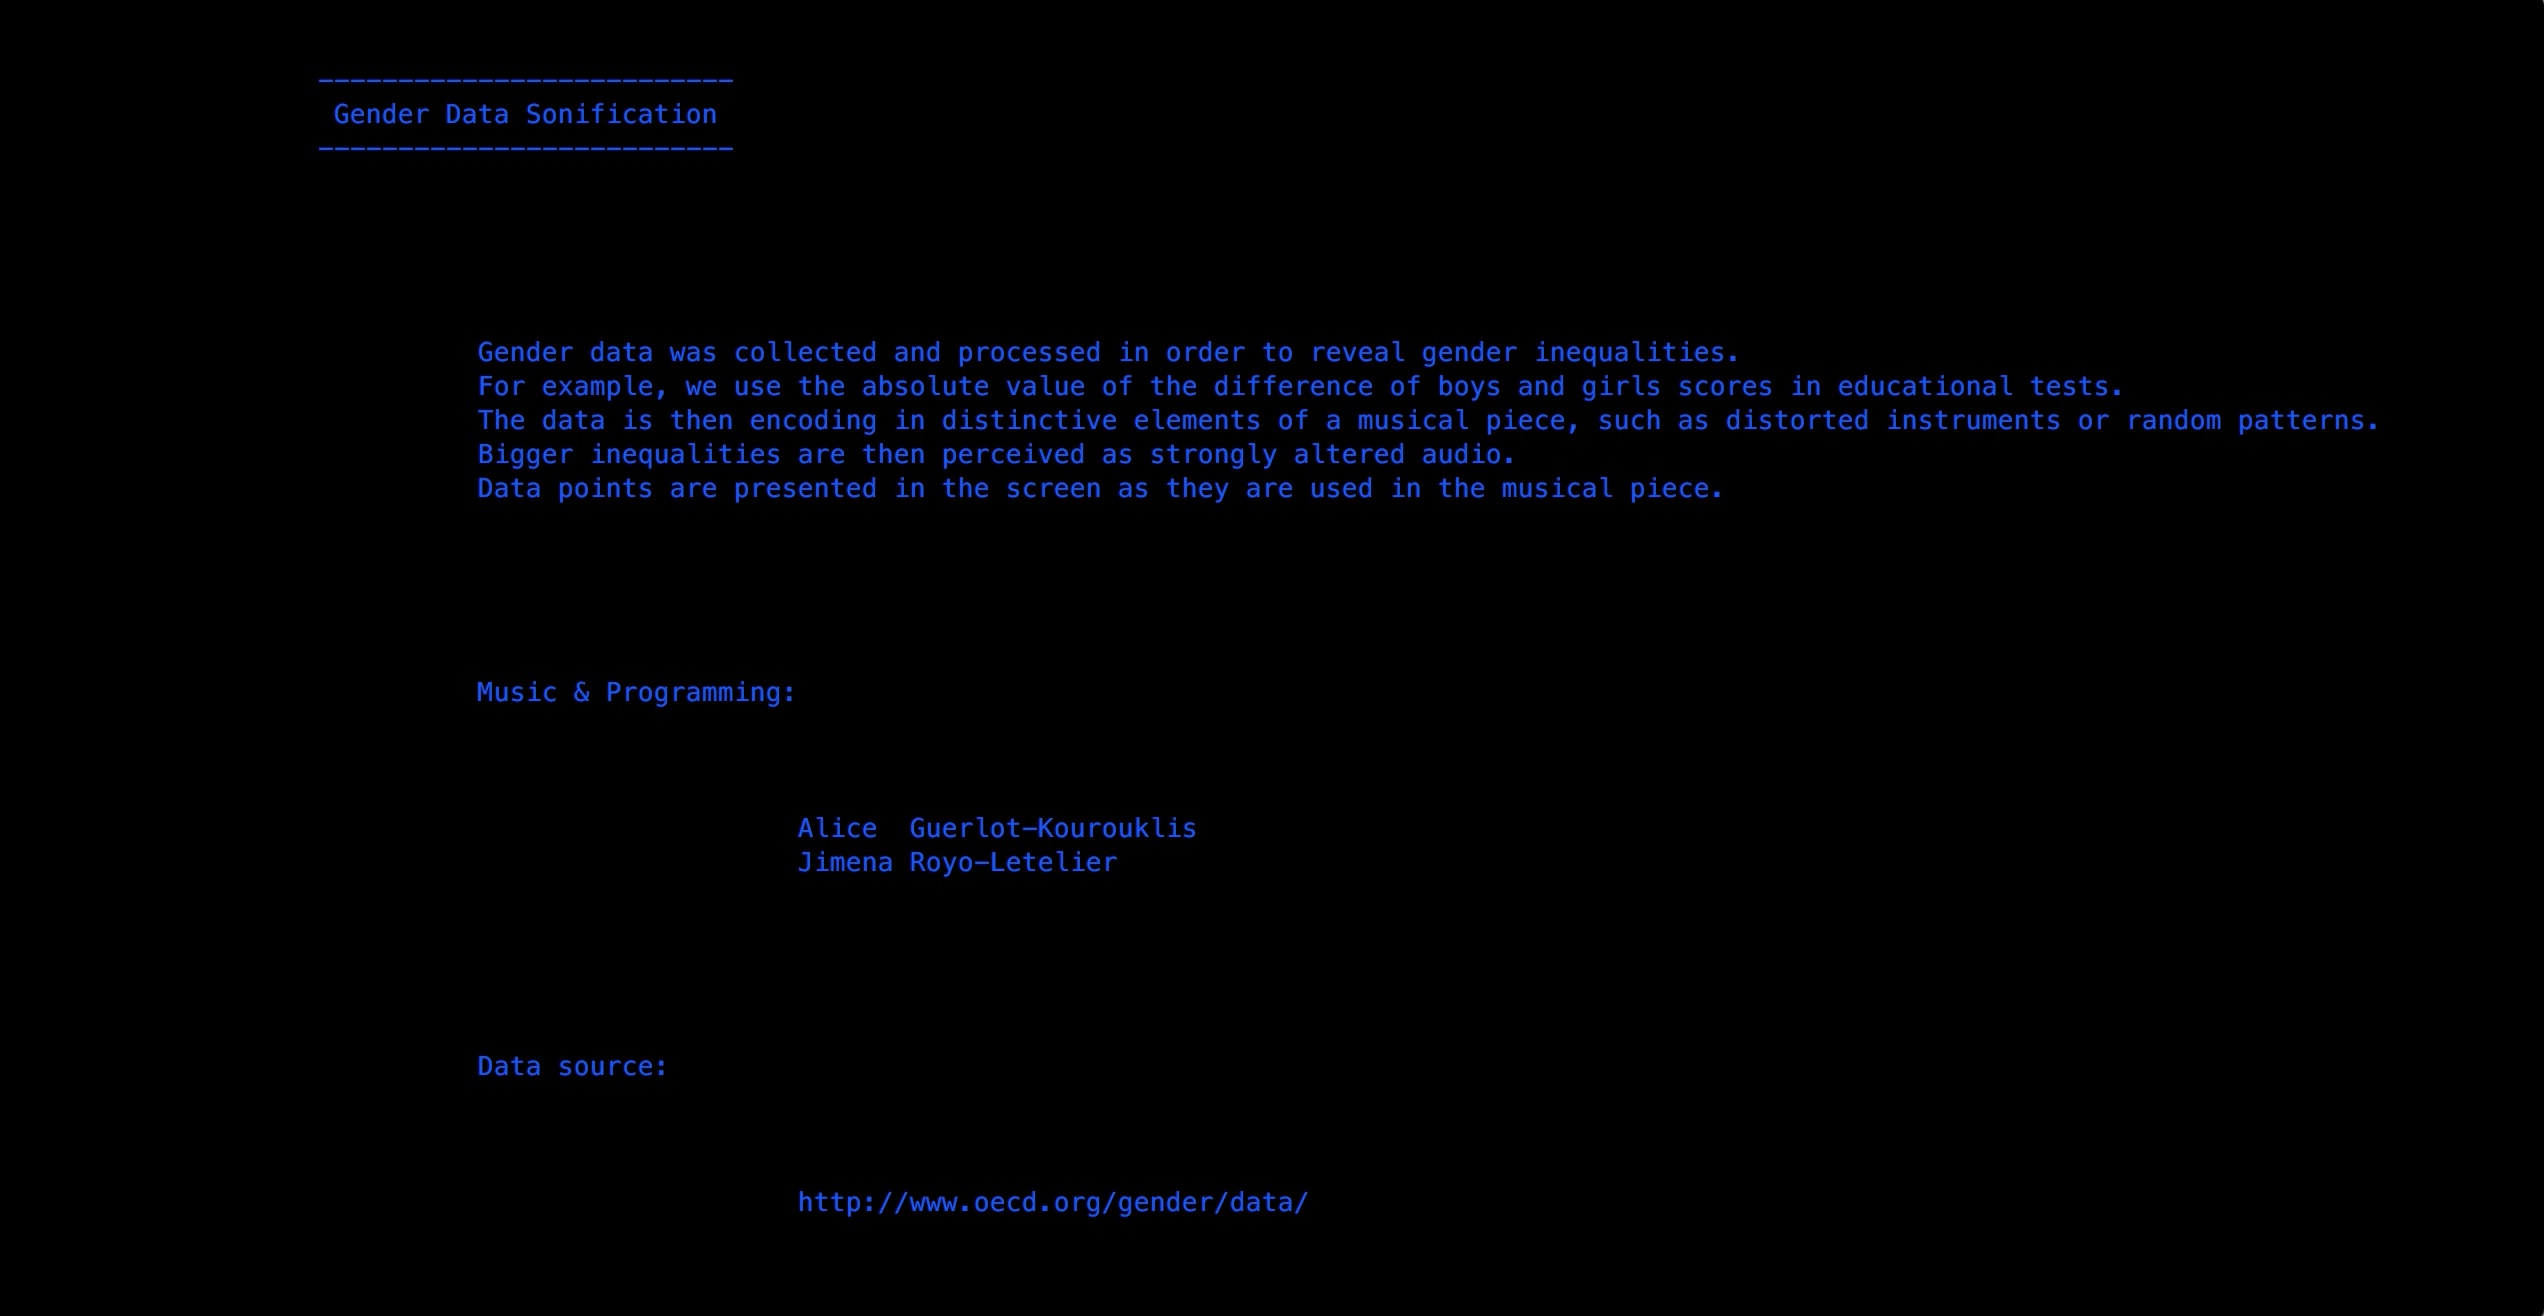 --------------------------
Gender Data Sonification
--------------------------
Gender data was collected and processed in order to reveal gender inequalities.
For example, we use the absolute value of the difference of boys and girls scores in educational tests.
The data is then encoding in distinctive elements of a musical piece, such as distorted instruments or random patterns.
Bigger inequalities are then perceived as strongly altered audio.
Data points are presented in the screen as they are used in the musical piece.
Music & Programming:
Alice  Guerlot-Kourouklis
Jimena Royo-Letelier
Data source:
http://www.oecd.org/gender/data/